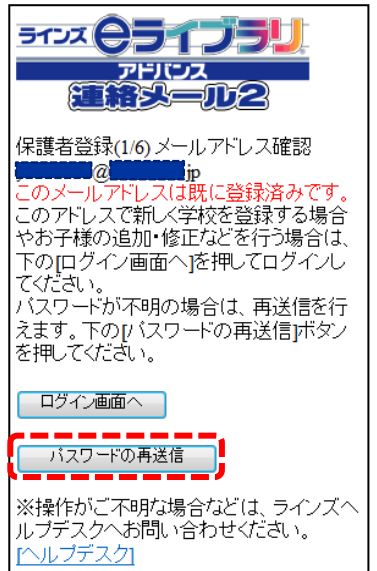 ラインズeライブラリ
アドバンス
連絡メール2
保護者登録(1/6)メールアドレス確認
@ jp
このメールアドレスは既に登録済みです。
このアドレスで新しく学校を登録する場合
やお子様の追加・修正などを行う場合は、
下の[ログイン画面へ]を押してログインし
てください。
パスワードが不明の場合は、再送信を行
えます。下の[パスワードの再送信]ボタン
を押してください。
ログイン画面へ
パスワードの再送信
※操作がご不明な場合などは、ラインズヘ
ルプデスクへお問い合わせください。
[ヘルプデスク]